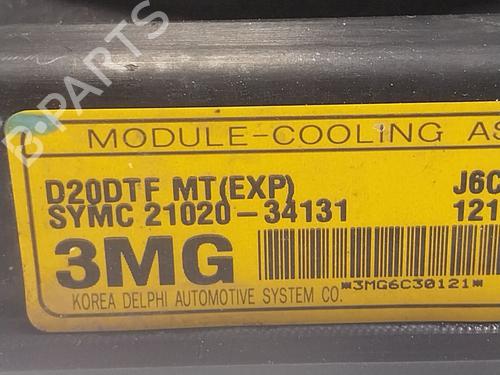 MODULE-COOLING AS
D20DTF MT(EXP) J6C
SYMC 21020-34131 121
3MG
*3MG6C30121*
KOREA DELPHI AUTOMOTIVE SYSTEM CO.
B-PARTS